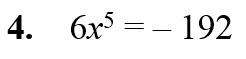 4. 6x⁵ = – 192